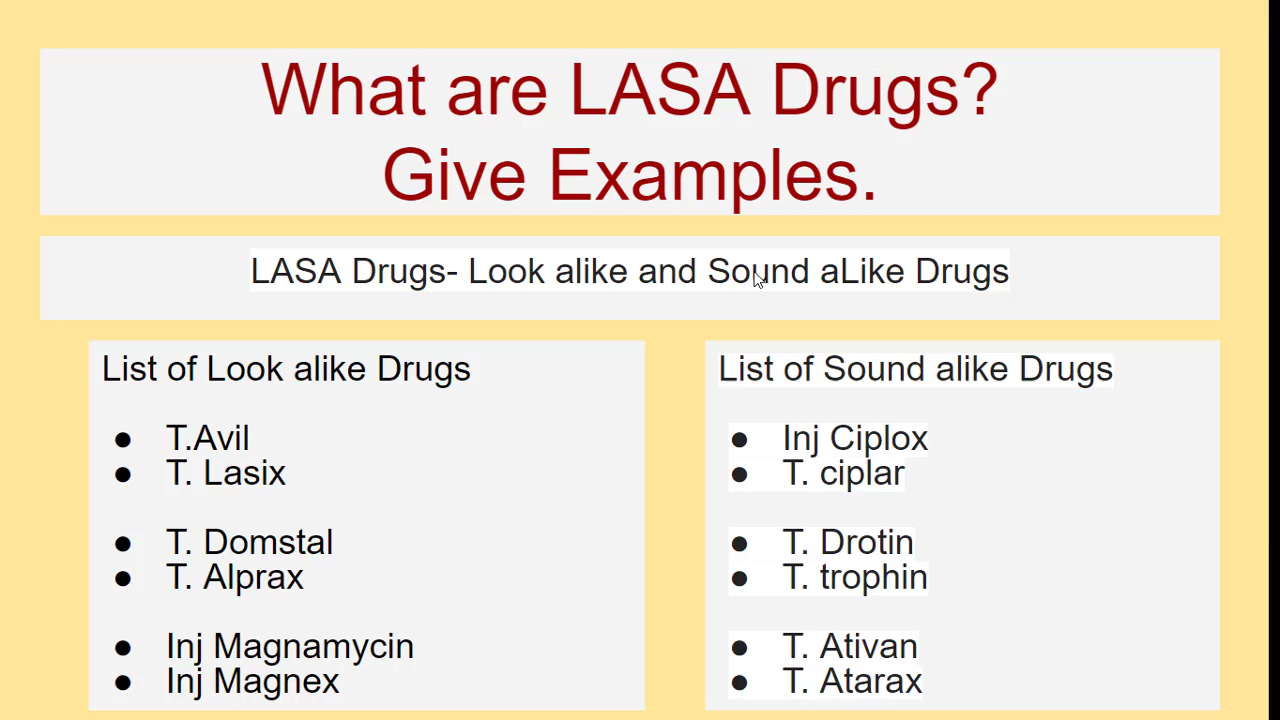 What are LASA Drugs?
Give Examples.
LASA Drugs- Look alike and Sound aLike Drugs
List of Look alike Drugs
● T.Avil
● T. Lasix
● T. Domstal
● T. Alprax
● Inj Magnamycin
● Inj Magnex
List of Sound alike Drugs
● Inj Ciplox
● T. ciplar
● T. Drotin
● T. trophin
● T. Ativan
● T. Atarax